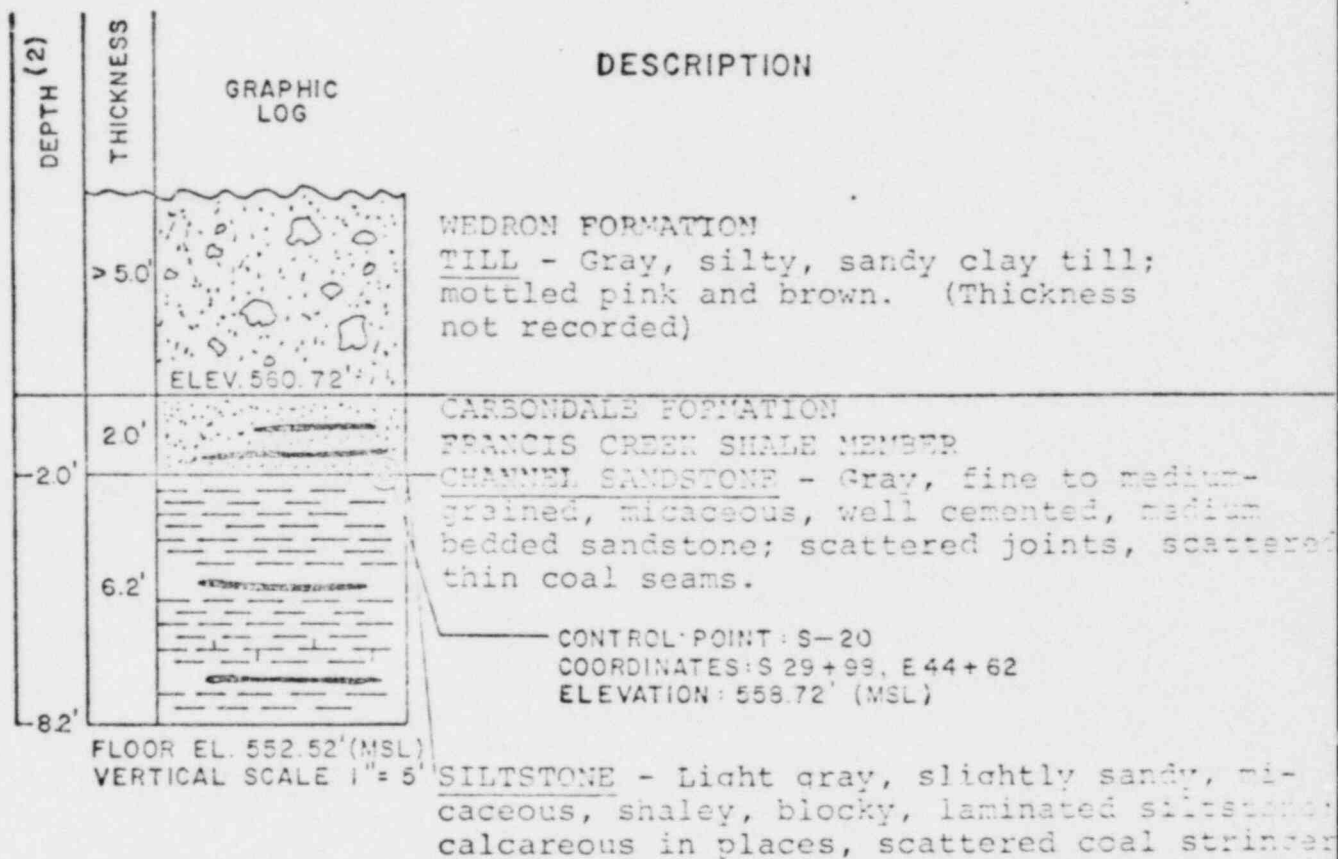 DEPTH (2)
THICKNESS
GRAPHIC
LOG
DESCRIPTION
> 5.0'
ELEV. 560.72'
WEDRON FORMATION
TILL - Gray, silty, sandy clay till;
mottled pink and brown. (Thickness
not recorded)
2.0'
2.0'
CARBONDALE FORMATION
FRANCIS CREEK SHALE MEMBER
CHANNEL SANDSTONE - Gray, fine to medium-
grained, micaceous, well cemented, medium
bedded sandstone; scattered joints, scattered
thin coal seams.
6.2'
CONTROL POINT: S-20
COORDINATES: S 29+98, E 44+62
ELEVATION: 558.72' (MSL)
8.2'
FLOOR EL. 552.52' (MSL)
VERTICAL SCALE 1" = 5'
SILTSTONE - Light gray, slightly sandy, mi-
caceous, shaley, blocky, laminated siltstone
calcareous in places, scattered coal stringer